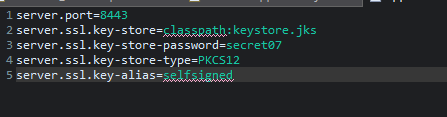 1 server.port=8443
2 server.ssl.key-store=classpath:keystore.jks
3 server.ssl.key-store-password=secret07
4 server.ssl.key-store-type=PKCS12
5 server.ssl.key-alias=selfsigned